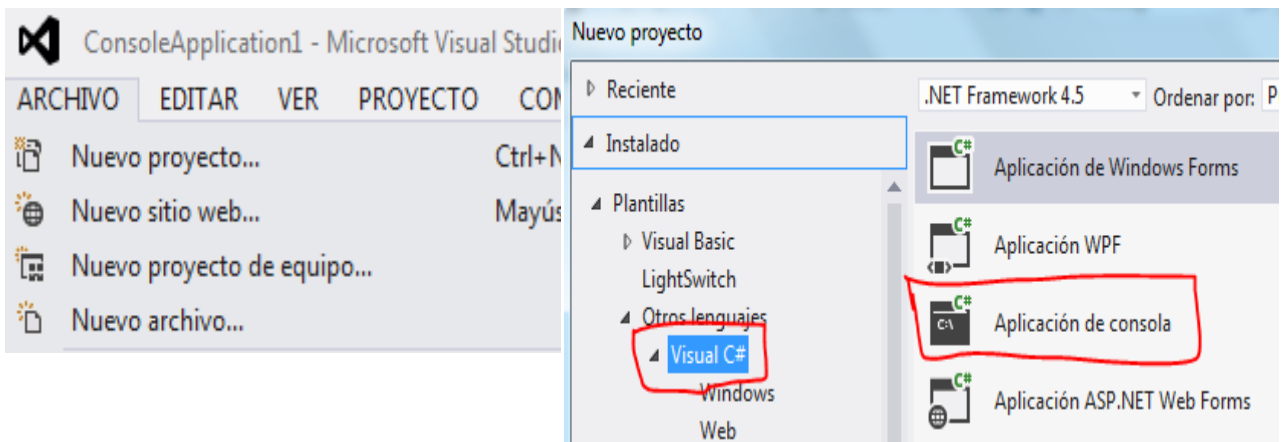 ConsoleApplication1 - Microsoft Visual Studi
ARCHIVO EDITAR VER PROYECTO CO
Nuevo proyecto... Ctrl+N
Nuevo sitio web... Mayús
Nuevo proyecto de equipo...
Nuevo archivo...
Nuevo proyecto
Reciente
Instalado
Plantillas
Visual Basic
LightSwitch
Otros lenguajes
Visual C#
Windows
Web
.NET Framework 4.5 Ordenar por: P
C# Aplicación de Windows Forms
C# Aplicación WPF
C# C:\ Aplicación de consola
C# Aplicación ASP.NET Web Forms